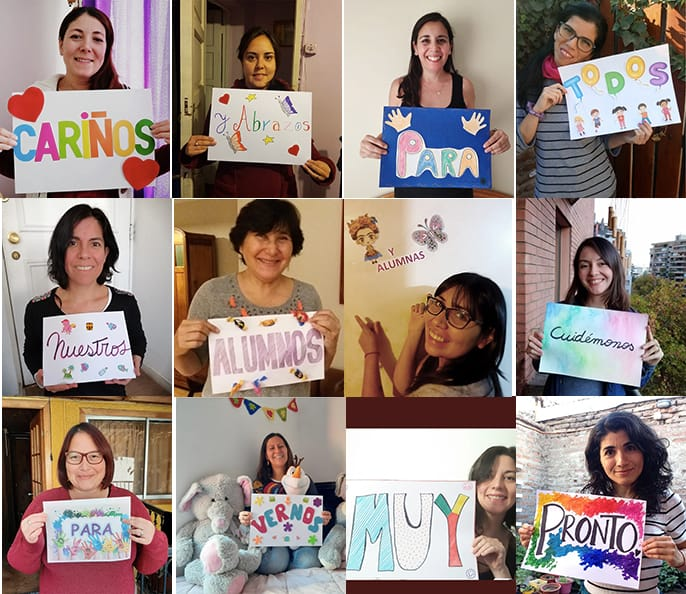 CARIÑOS
y Abrazos
PARA
TODOS
Nuestros
ALUMNOS
Y
ALUMNAS
Cuidémonos
PARA
VERNOS
MUY
PRONTO,